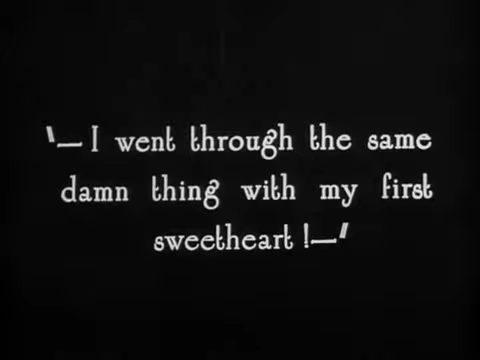 "—I went through the same
damn thing with my first
sweetheart!—"